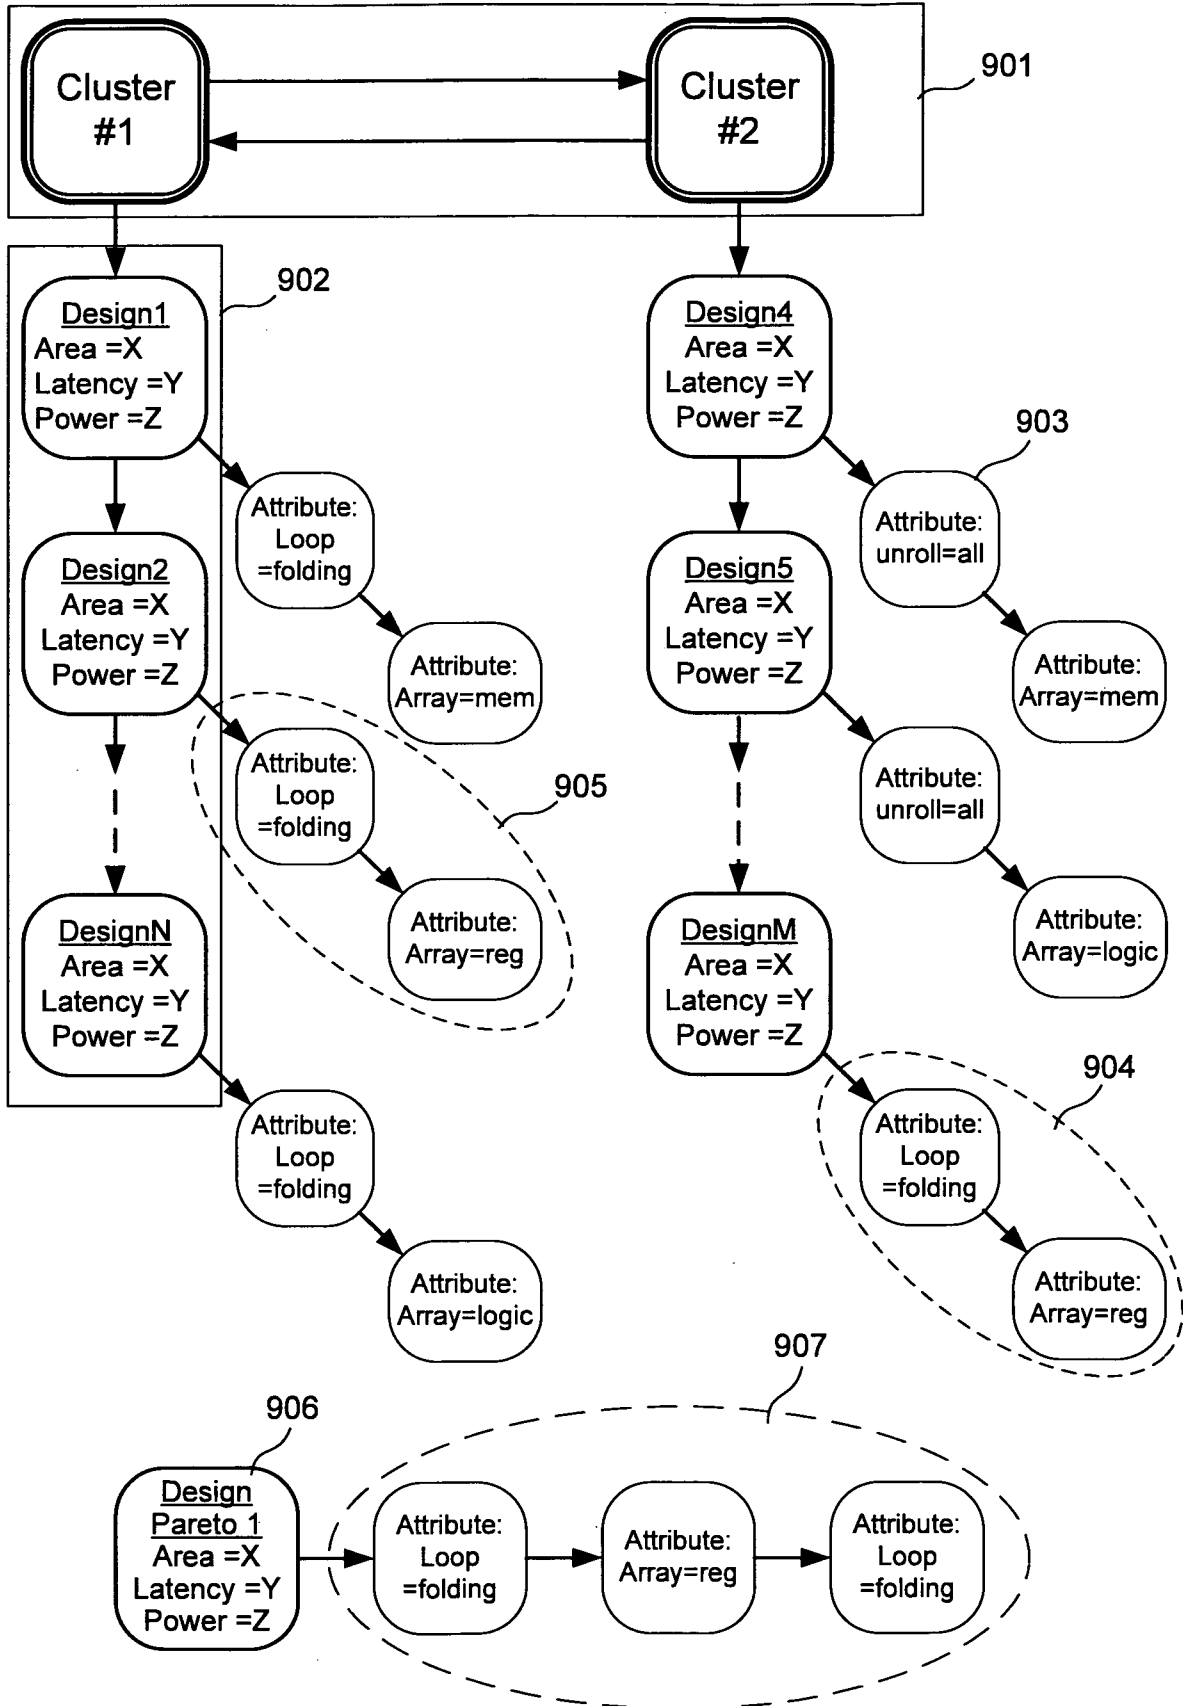 Cluster
#1
Cluster
#2
901
902
Design1
Area =X
Latency =Y
Power =Z
Design4
Area =X
Latency =Y
Power =Z
903
Attribute:
Loop
=folding
Attribute:
unroll=all
Design2
Area =X
Latency =Y
Power =Z
Design5
Area =X
Latency =Y
Power =Z
Attribute:
Array=mem
Attribute:
Array=mem
Attribute:
Loop
=folding
905
Attribute:
unroll=all
DesignN
Area =X
Latency =Y
Power =Z
Attribute:
Array=reg
DesignM
Area =X
Latency =Y
Power =Z
Attribute:
Array=logic
904
Attribute:
Loop
=folding
Attribute:
Loop
=folding
Attribute:
Array=logic
Attribute:
Array=reg
907
906
Design
Pareto 1
Area =X
Latency =Y
Power =Z
Attribute:
Loop
=folding
Attribute:
Array=reg
Attribute:
Loop
=folding